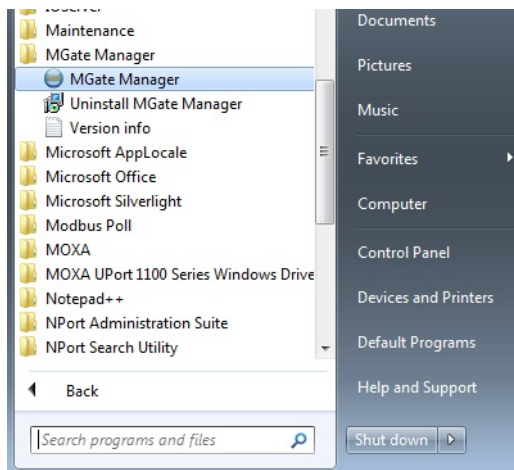 IOServer
Maintenance
MGate Manager
MGate Manager
Uninstall MGate Manager
Version info
Microsoft AppLocale
Microsoft Office
Microsoft Silverlight
Modbus Poll
MOXA
MOXA UPort 1100 Series Windows Drive
Notepad++
NPort Administration Suite
NPort Search Utility
Back
Search programs and files
Documents
Pictures
Music
Favorites
Computer
Control Panel
Devices and Printers
Default Programs
Help and Support
Shut down